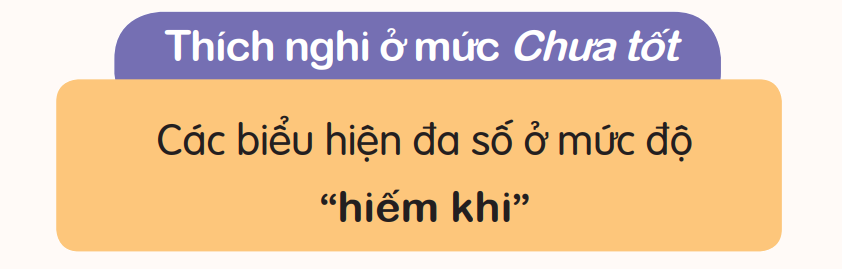 Thích nghi ở mức Chưa tốt
Các biểu hiện đa số ở mức độ
“hiếm khi”